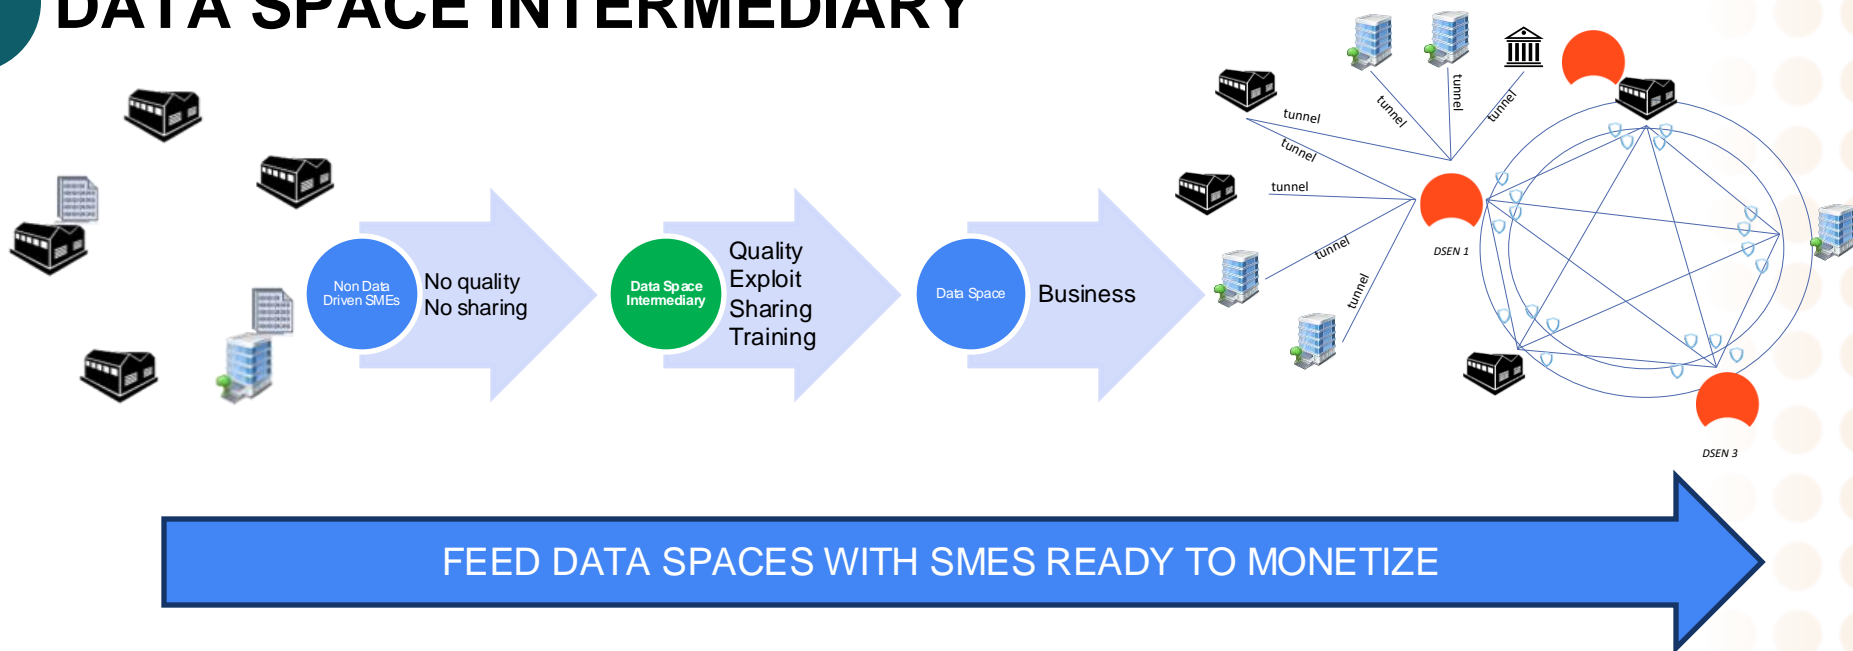 DATA SPACE INTERMEDIARY
tunnel
tunnel
tunnel
tunnel
tunnel
tunnel
tunnel
tunnel
DSEN 1
DSEN 3
Non Data
Driven SMEs
No quality
No sharing
Data Space
Intermediary
Quality
Exploit
Sharing
Training
Data Space
Business
FEED DATA SPACES WITH SMES READY TO MONETIZE